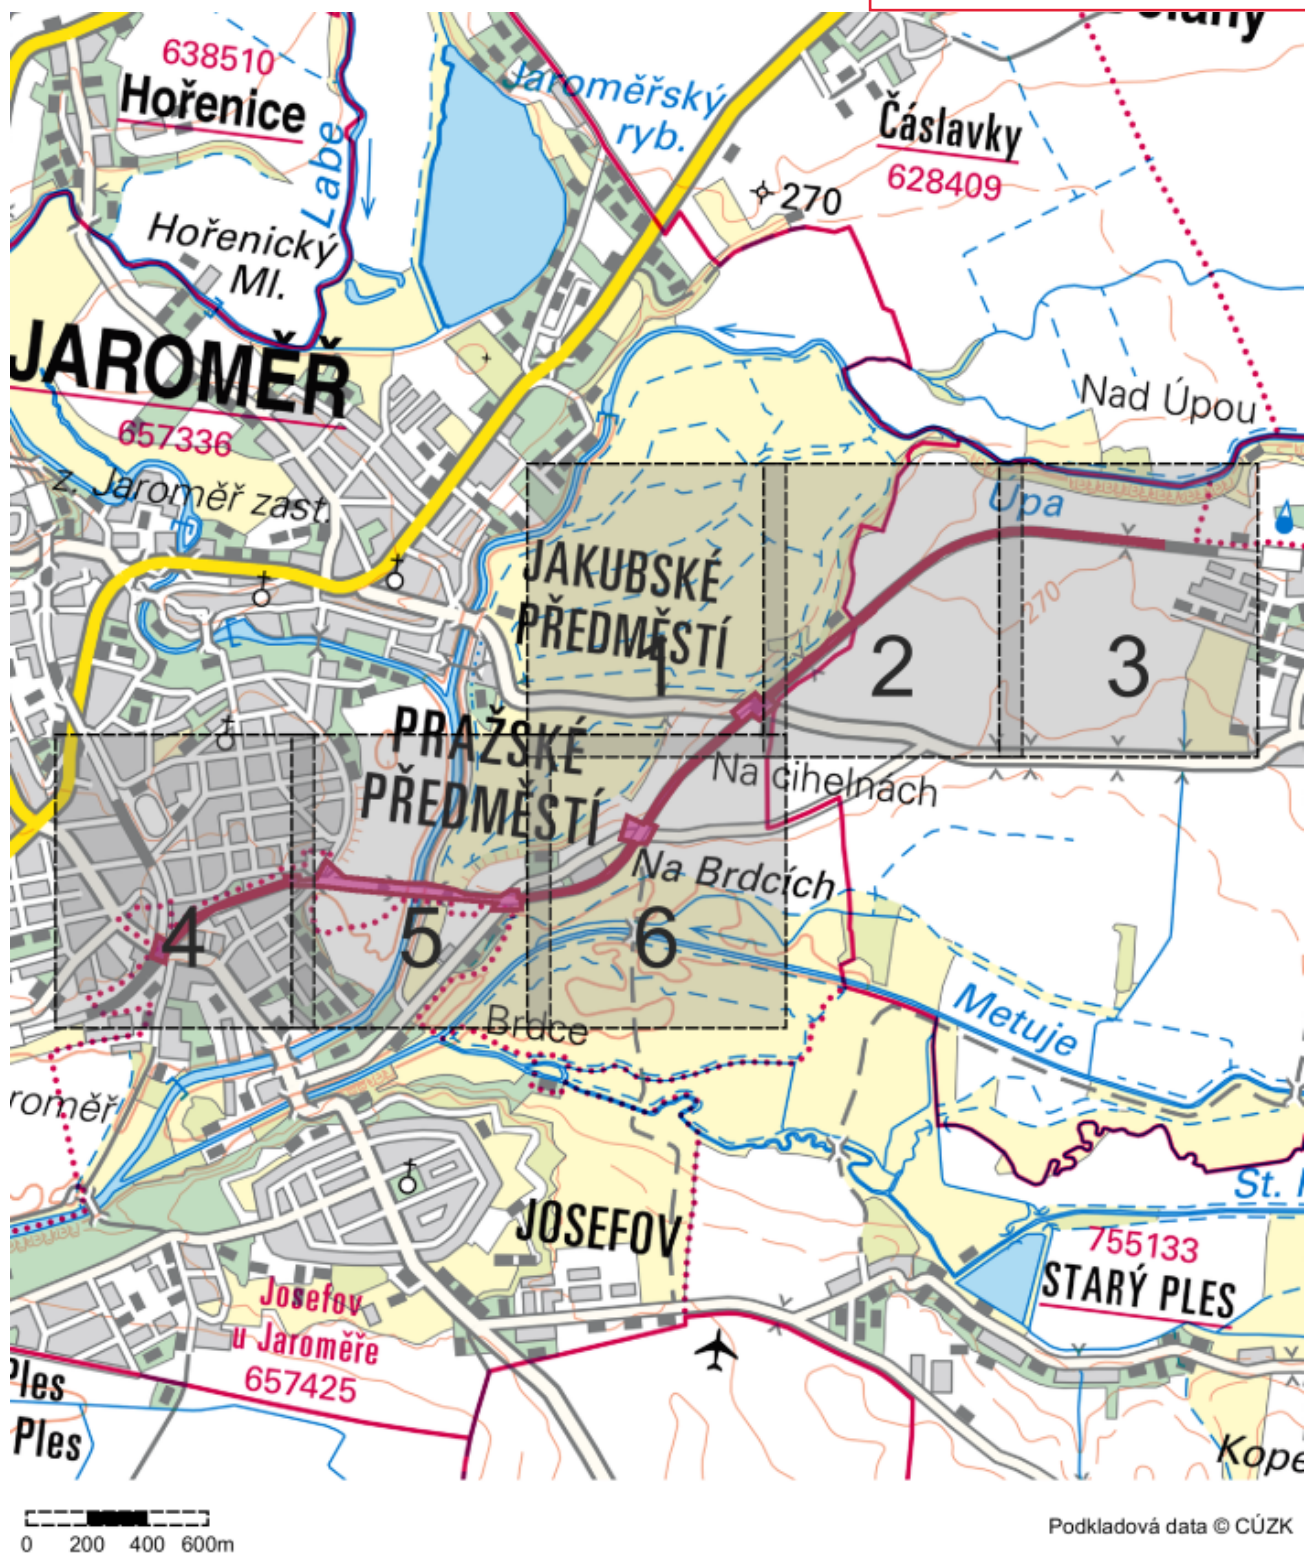 638510
Hořenice
Labe
Jaroměřský
ryb.
Čáslavky
628409
270
Hořenický
Ml.
JAROMĚŘ
657336
z. Jaroměř zast.
Nad Úpou
Úpa
JAKUBSKÉ
PŘEDMĚSTÍ
270
1
2
3
PRAŽSKÉ
PŘEDMĚSTÍ
Na cihelnách
Na Brdcích
4
5
6
Brdce
Metuje
roměř
JOSEFOV
St.
755133
STARÝ PLES
Josefov
u Jaroměře
657425
Ples
Ples
Kope
0 200 400 600m
Podkladová data © CÚZK